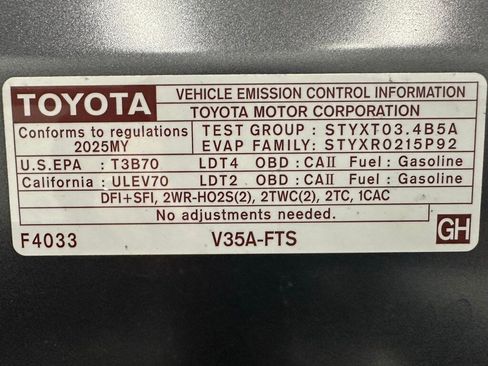 TOYOTA VEHICLE EMISSION CONTROL INFORMATION
TOYOTA MOTOR CORPORATION
Conforms to regulations
2025MY
TEST GROUP : STYXT03.4B5A
EVAP FAMILY: STYXR0215P92
U.S.EPA : T3B70 LDT4 OBD : CAII Fuel : Gasoline
California : ULEV70 LDT2 OBD : CAII Fuel : Gasoline
DFI+SFI, 2WR-HO2S(2), 2TWC(2), 2TC, 1CAC
No adjustments needed.
F4033 V35A-FTS GH